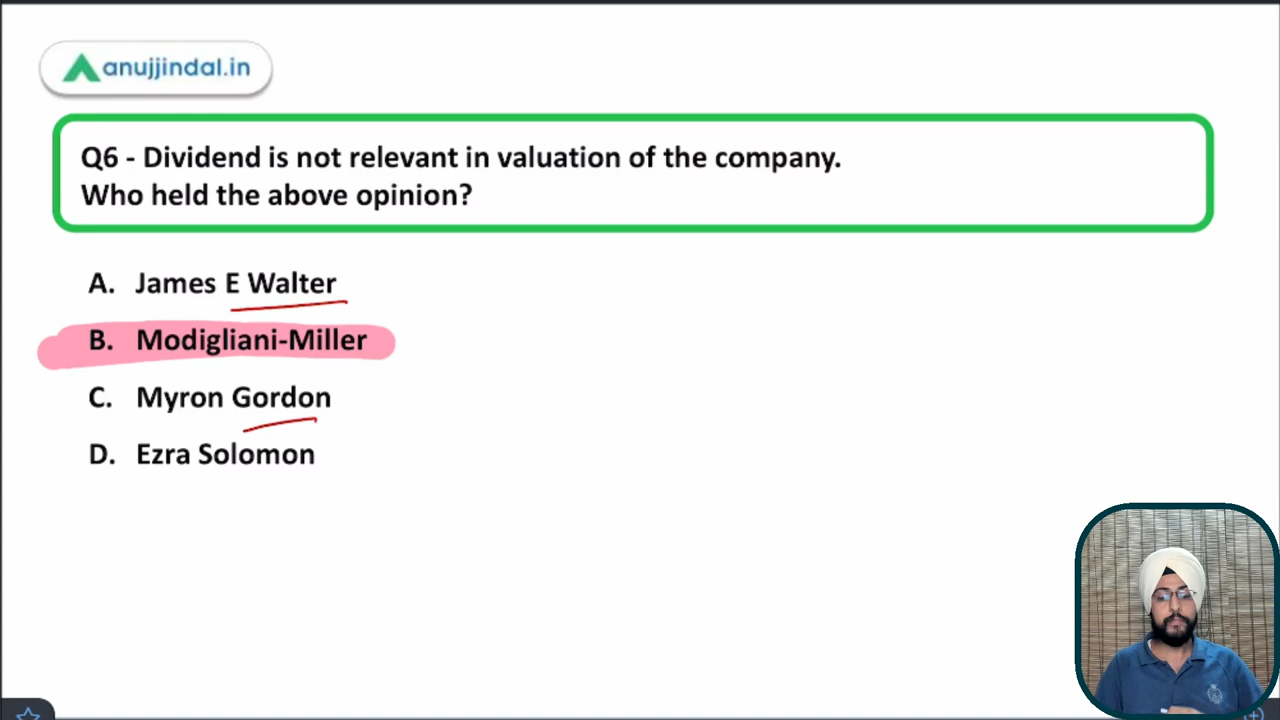 anujjindal.in
Q6 - Dividend is not relevant in valuation of the company.
Who held the above opinion?
A. James E Walter
B. Modigliani-Miller
C. Myron Gordon
D. Ezra Solomon